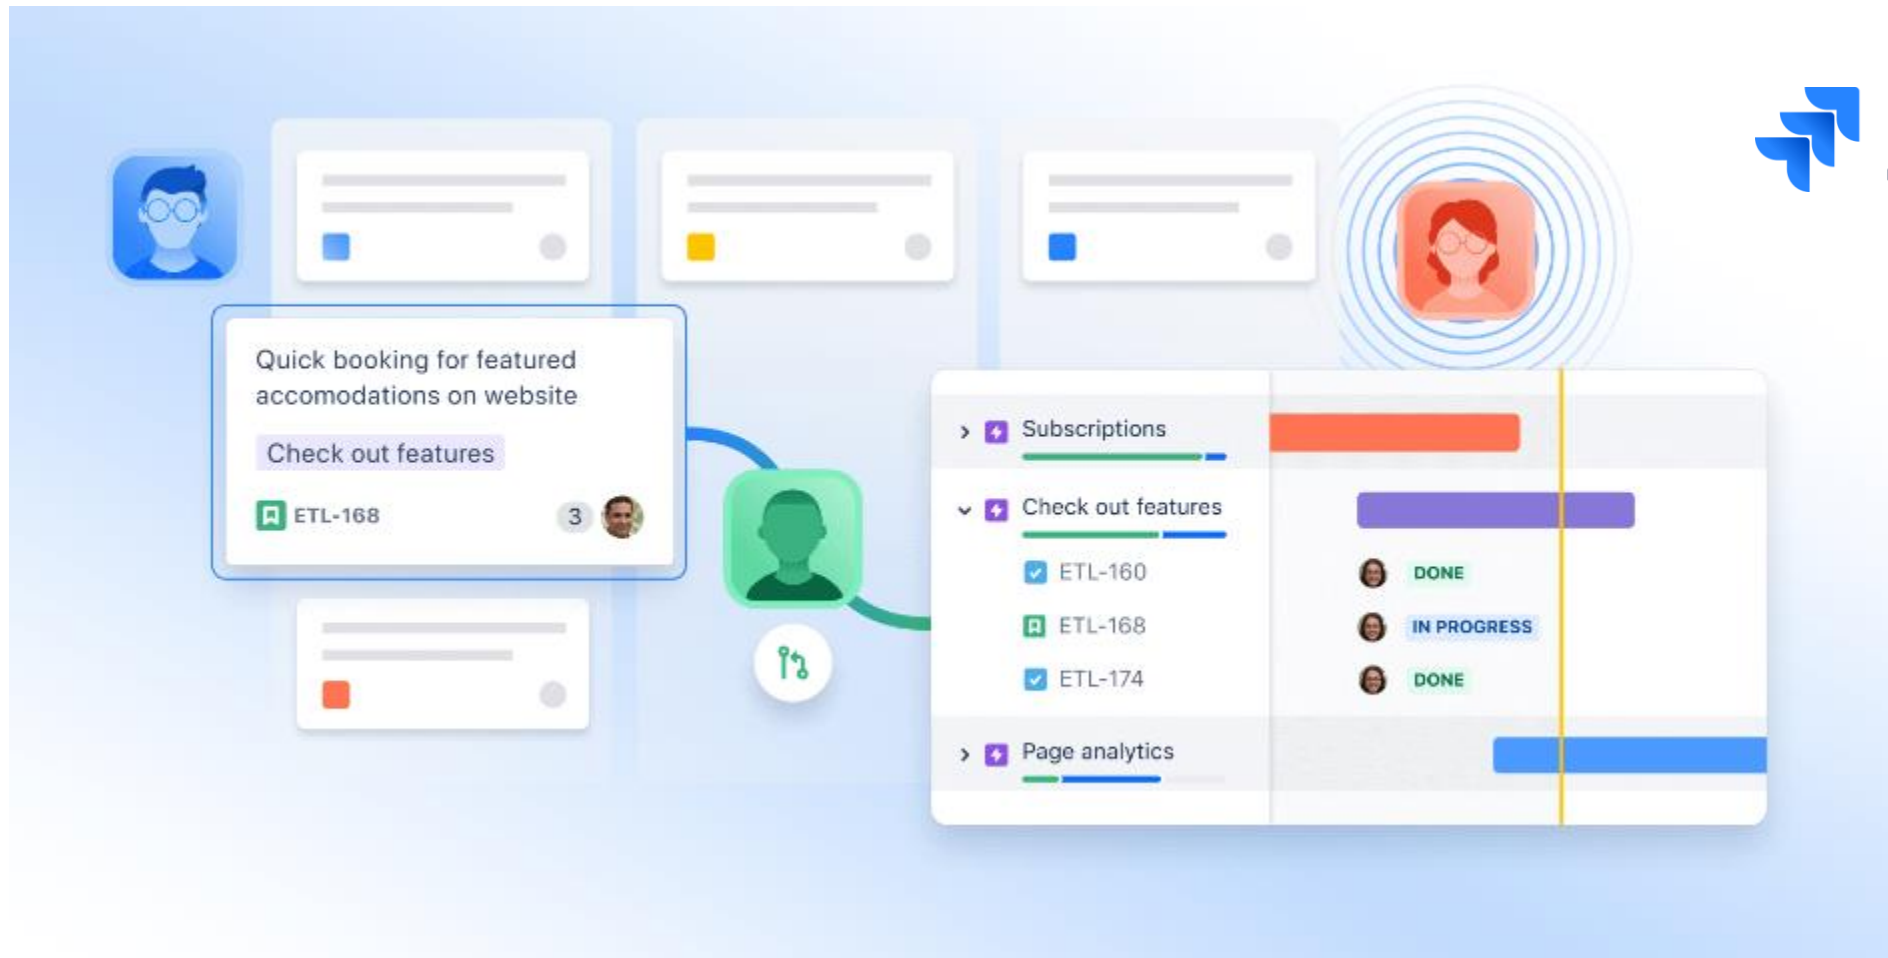 Quick booking for featured
accomodations on website
Check out features
ETL-168
3
Subscriptions
Check out features
ETL-160
DONE
ETL-168
IN PROGRESS
ETL-174
DONE
Page analytics